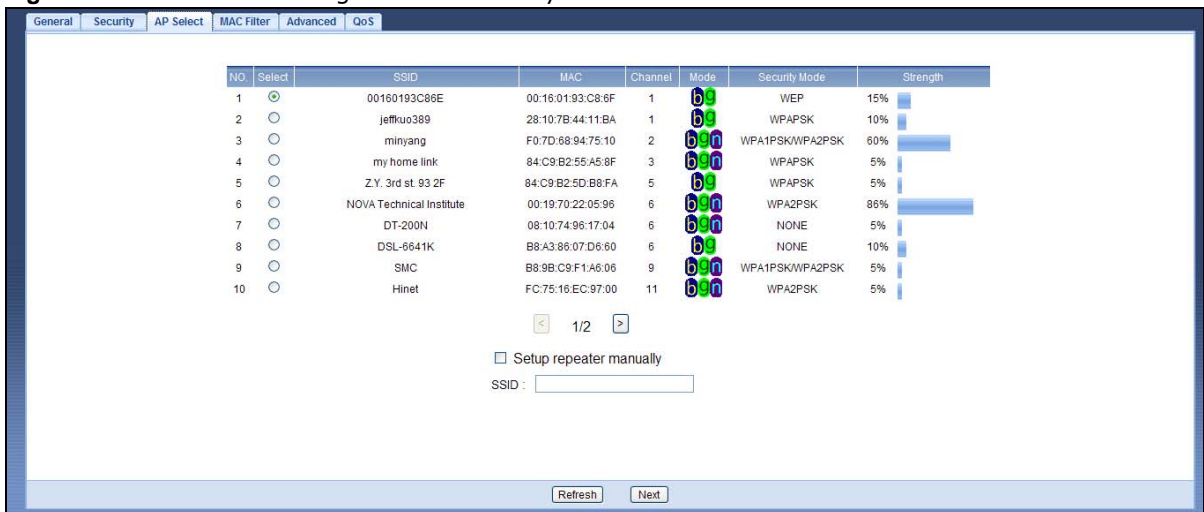 General Security AP Select MAC Filter Advanced QoS
NO. Select SSID MAC Channel Mode Security Mode Strength
1 00160193C86E 00:16:01:93:C8:6F 1 bg WEP 15%
2 jeffkuo389 28:10:7B:44:11:BA 1 bg WPAPSK 10%
3 minyang F0:7D:68:94:75:10 2 bgn WPA1PSK/WPA2PSK 60%
4 my home link 84:C9:B2:55:A5:8F 3 bgn WPAPSK 5%
5 Z.Y. 3rd st. 93 2F 84:C9:B2:5D:B8:FA 5 bg WPAPSK 5%
6 NOVA Technical Institute 00:19:70:22:05:96 6 bgn WPA2PSK 86%
7 DT-200N 08:10:74:96:17:04 6 bgn NONE 5%
8 DSL-6641K B8:A3:86:07:D6:60 6 bg NONE 10%
9 SMC B8:9B:C9:F1:A6:06 9 bgn WPA1PSK/WPA2PSK 5%
10 Hinet FC:75:16:EC:97:00 11 bgn WPA2PSK 5%
< 1/2 >
Setup repeater manually
SSID :
Refresh Next